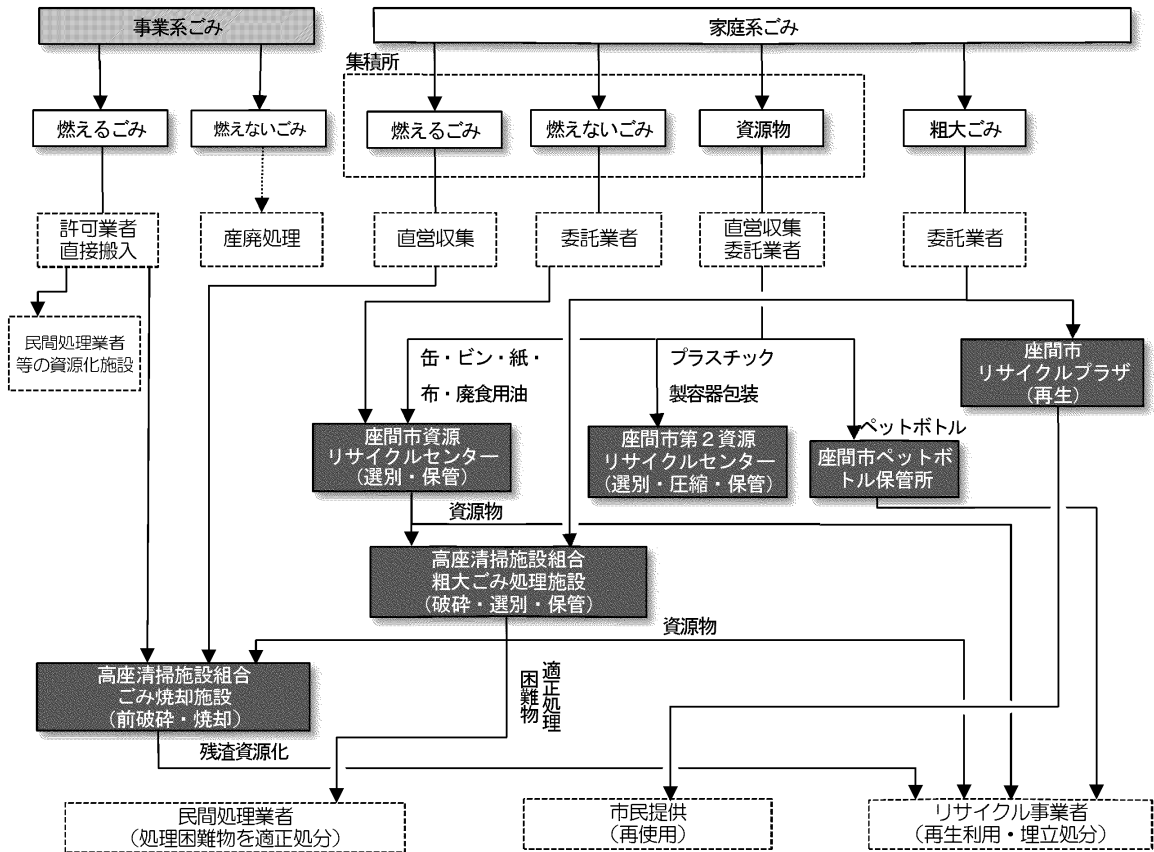 事業系ごみ
家庭系ごみ
集積所
燃えるごみ
燃えないごみ
燃えるごみ
燃えないごみ
資源物
粗大ごみ
許可業者
直接搬入
産廃処理
直営収集
委託業者
直営収集
委託業者
委託業者
民間処理業者
等の資源化施設
缶・ビン・紙・
布・廃食用油
プラスチック
製容器包装
座間市
リサイクルプラザ
(再生)
ペットボトル
座間市資源
リサイクルセンター
(選別・保管)
座間市第2資源
リサイクルセンター
(選別・圧縮・保管)
座間市ペットボ
トル保管所
資源物
高座清掃施設組合
粗大ごみ処理施設
(破砕・選別・保管)
資源物
適正処理
困難物
高座清掃施設組合
ごみ焼却施設
(前破砕・焼却)
残渣資源化
民間処理業者
(処理困難物を適正処分)
市民提供
(再使用)
リサイクル事業者
(再生利用・埋立処分)